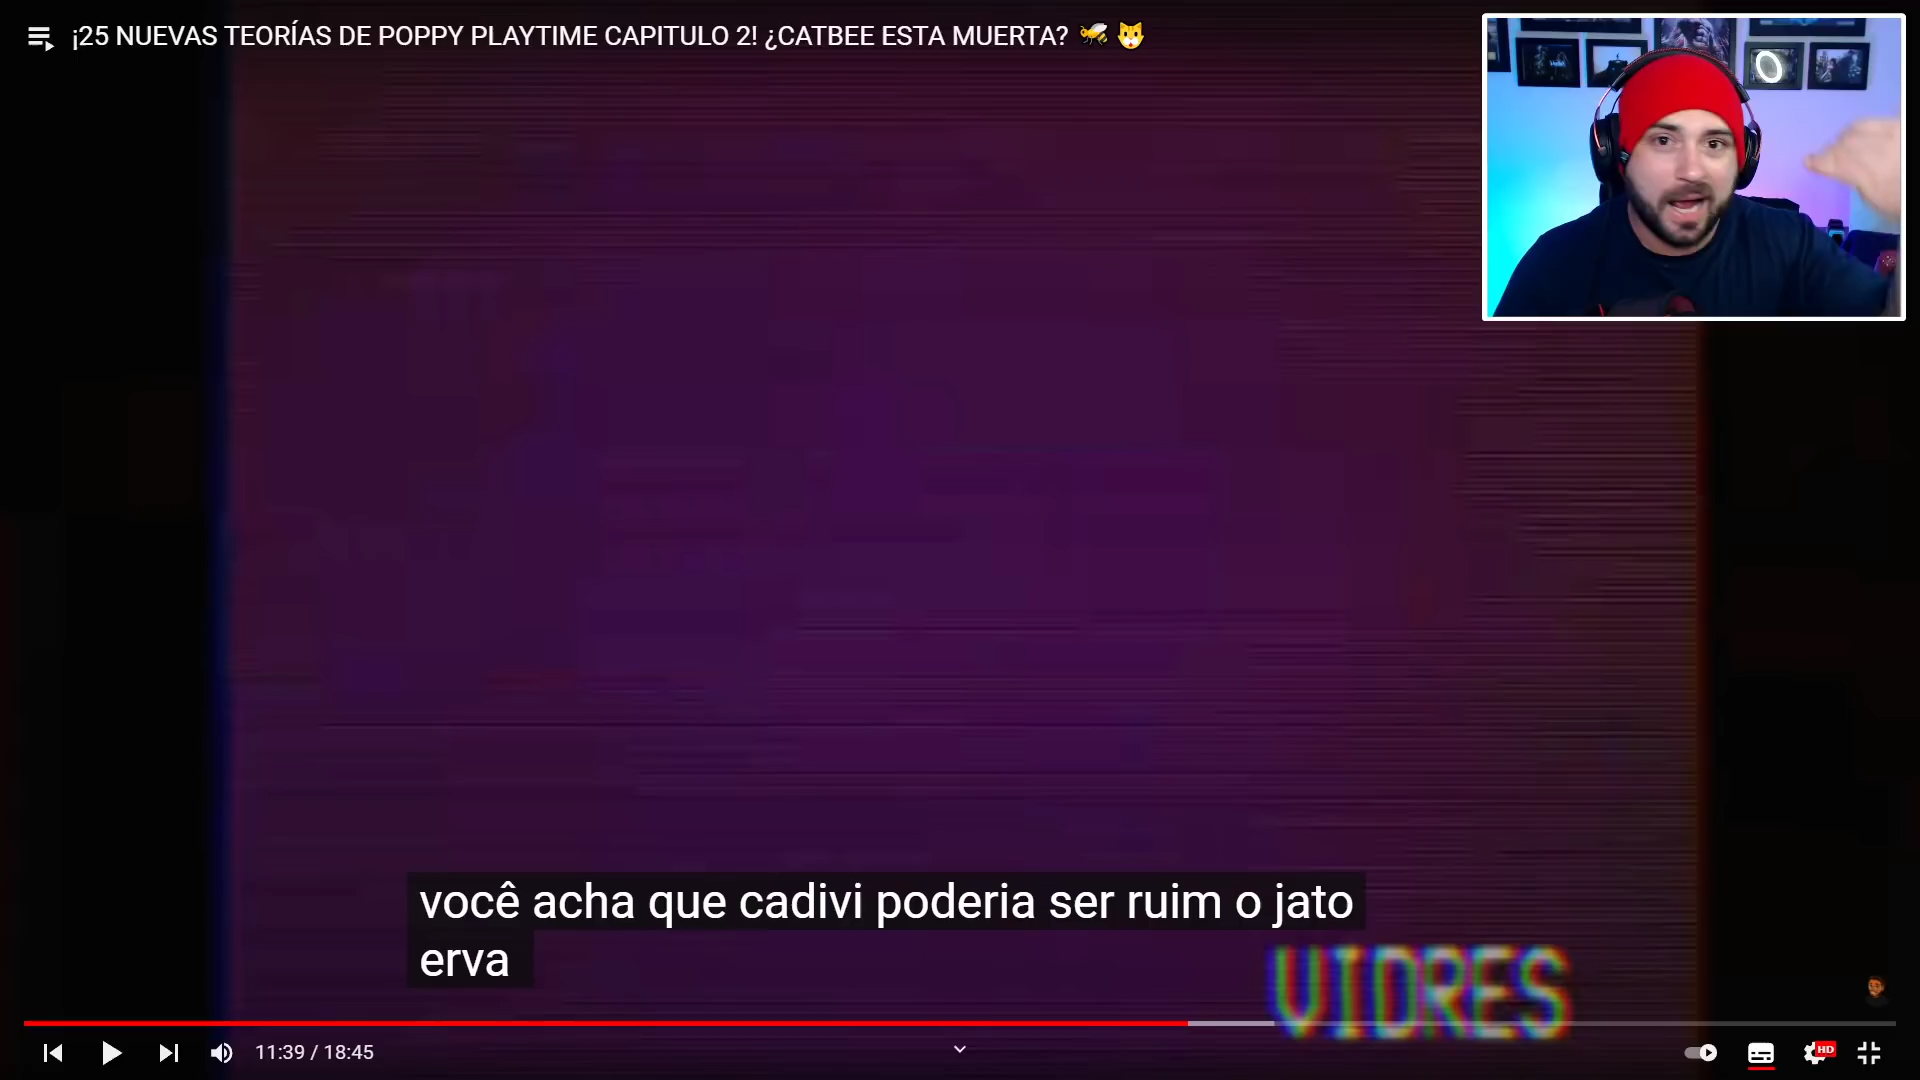 ¡25 NUEVAS TEORÍAS DE POPPY PLAYTIME CAPITULO 2! ¿CATBEE ESTA MUERTA? 🐝 🐱
você acha que cadivi poderia ser ruim o jato
erva
VIDRES
11:39 / 18:45
HD